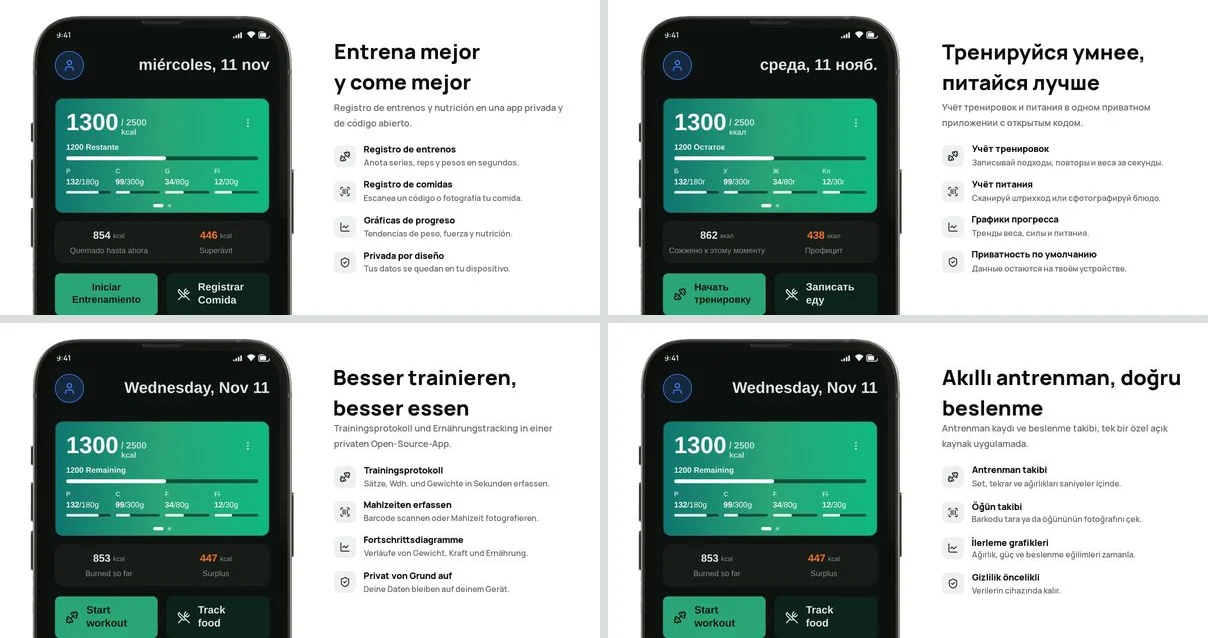 9:41
miércoles, 11 nov
1300 / 2500
kcal
1200 Restante
P C G Fi
132/180g 99/300g 34/80g 12/30g
854 kcal 446 kcal
Quemado hasta ahora Superávit
Iniciar
Entrenamiento
Registrar
Comida
Entrena mejor
y come mejor
Registro de entrenos y nutrición en una app privada y
de código abierto.
Registro de entrenos
Anota series, reps y pesos en segundos.
Registro de comidas
Escanea un código o fotografía tu comida.
Gráficas de progreso
Tendencias de peso, fuerza y nutrición.
Privada por diseño
Tus datos se quedan en tu dispositivo.
9:41
среда, 11 нояб.
1300 / 2500
ккал
1200 Остаток
Б У Ж Кл
132/180г 99/300г 34/80г 12/30г
862 ккал 438 ккал
Сожжено к этому моменту Профицит
Начать
тренировку
Записать
еду
Тренируйся умнее,
питайся лучше
Учёт тренировок и питания в одном приватном
приложении с открытым кодом.
Учёт тренировок
Записывай подходы, повторы и веса за секунды.
Учёт питания
Сканируй штрихкод или сфотографируй блюдо.
Графики прогресса
Тренды веса, силы и питания.
Приватность по умолчанию
Данные остаются на твоём устройстве.
9:41
Wednesday, Nov 11
1300 / 2500
kcal
1200 Remaining
P C F Fi
132/180g 99/300g 34/80g 12/30g
853 kcal 447 kcal
Burned so far Surplus
Start
workout
Track
food
Besser trainieren,
besser essen
Trainingsprotokoll und Ernährungstracking in einer
privaten Open-Source-App.
Trainingsprotokoll
Sätze, Wdh. und Gewichte in Sekunden erfassen.
Mahlzeiten erfassen
Barcode scannen oder Mahlzeit fotografieren.
Fortschrittsdiagramme
Verläufe von Gewicht, Kraft und Ernährung.
Privat von Grund auf
Deine Daten bleiben auf deinem Gerät.
9:41
Wednesday, Nov 11
1300 / 2500
kcal
1200 Remaining
P C F Fi
132/180g 99/300g 34/80g 12/30g
853 kcal 447 kcal
Burned so far Surplus
Start
workout
Track
food
Akıllı antrenman, doğru
beslenme
Antrenman kaydı ve beslenme takibi, tek bir özel açık
kaynak uygulamada.
Antrenman takibi
Set, tekrar ve ağırlıkları saniyeler içinde.
Öğün takibi
Barkodu tara ya da öğününün fotoğrafını çek.
İlerleme grafikleri
Ağırlık, güç ve beslenme eğilimleri zamanla.
Gizlilik öncelikli
Verilerin cihazında kalır.